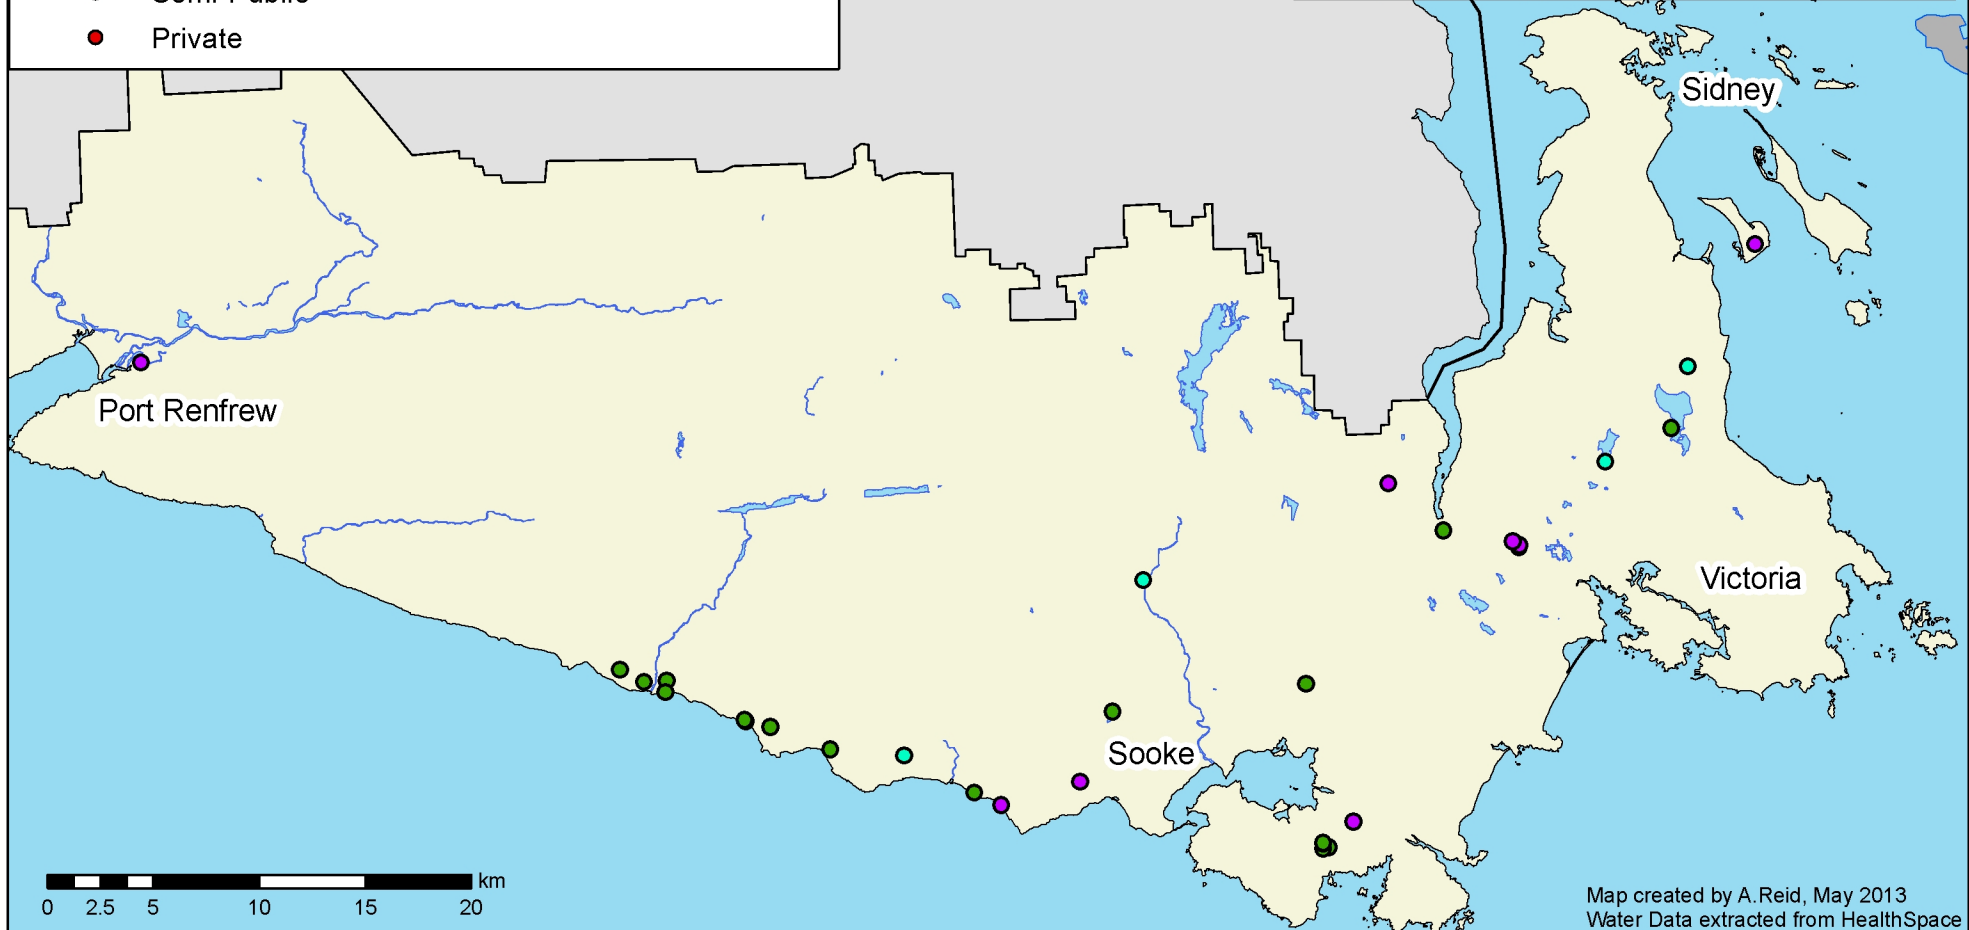 Private
Sidney
Port Renfrew
Victoria
Sooke
km
0 2.5 5 10 15 20
Map created by A.Reid, May 2013
Water Data extracted from HealthSpace